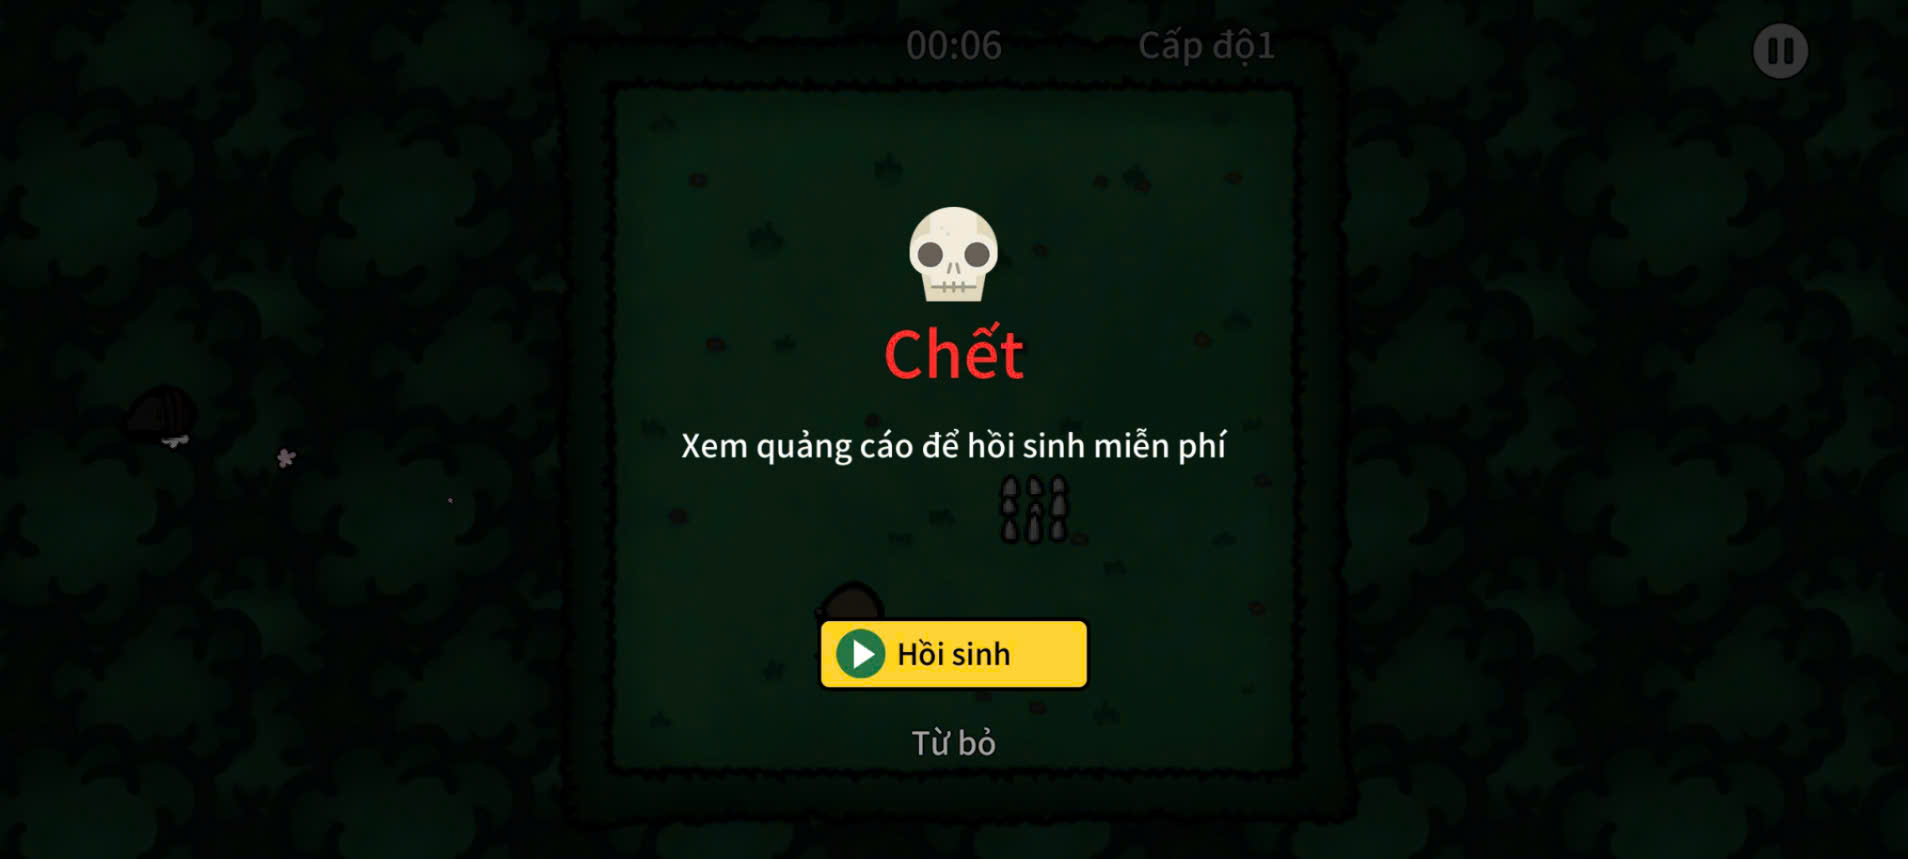 00:06 Cấp độ1
Chết
Xem quảng cáo để hồi sinh miễn phí
Hồi sinh
Từ bỏ